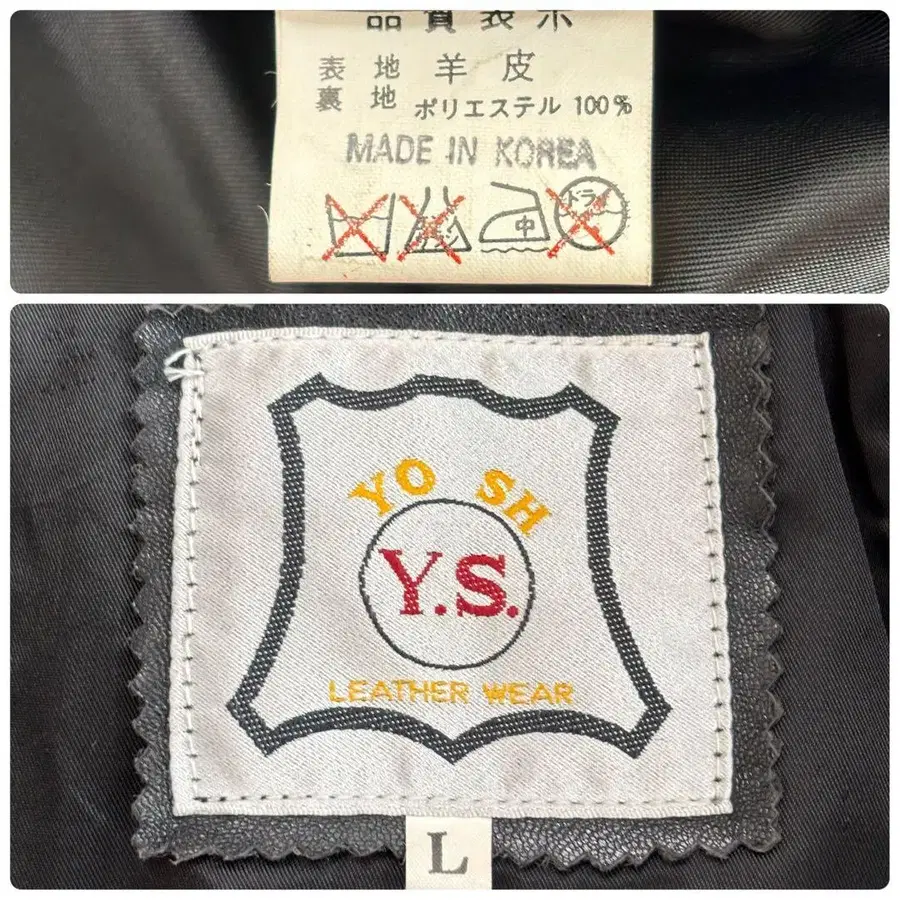 品質表示
表地 羊皮
裏地 ポリエステル 100%
MADE IN KOREA
中 ドライ
YO SH
Y.S.
LEATHER WEAR
L